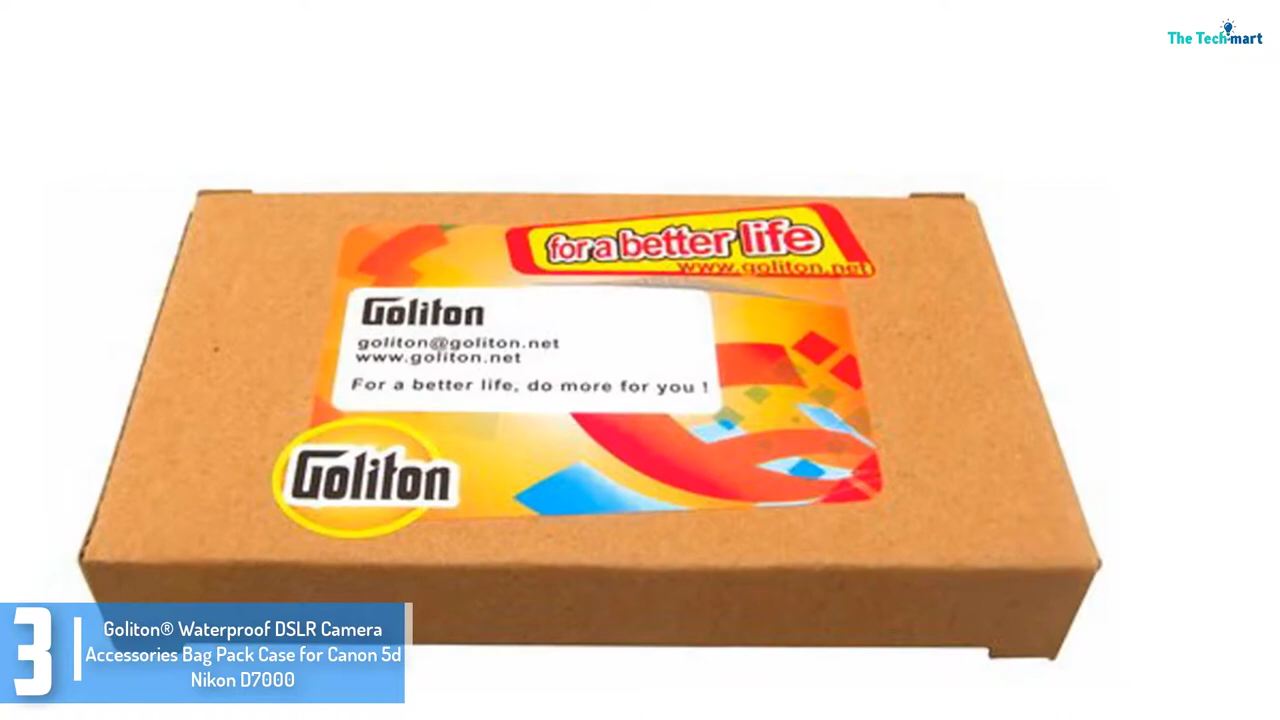 The Tech mart
for a better life
www.goliton.net
Goliton
goliton@goliton.net
www.goliton.net
For a better life, do more for you !
Goliton
3
Goliton® Waterproof DSLR Camera
Accessories Bag Pack Case for Canon 5d
Nikon D7000